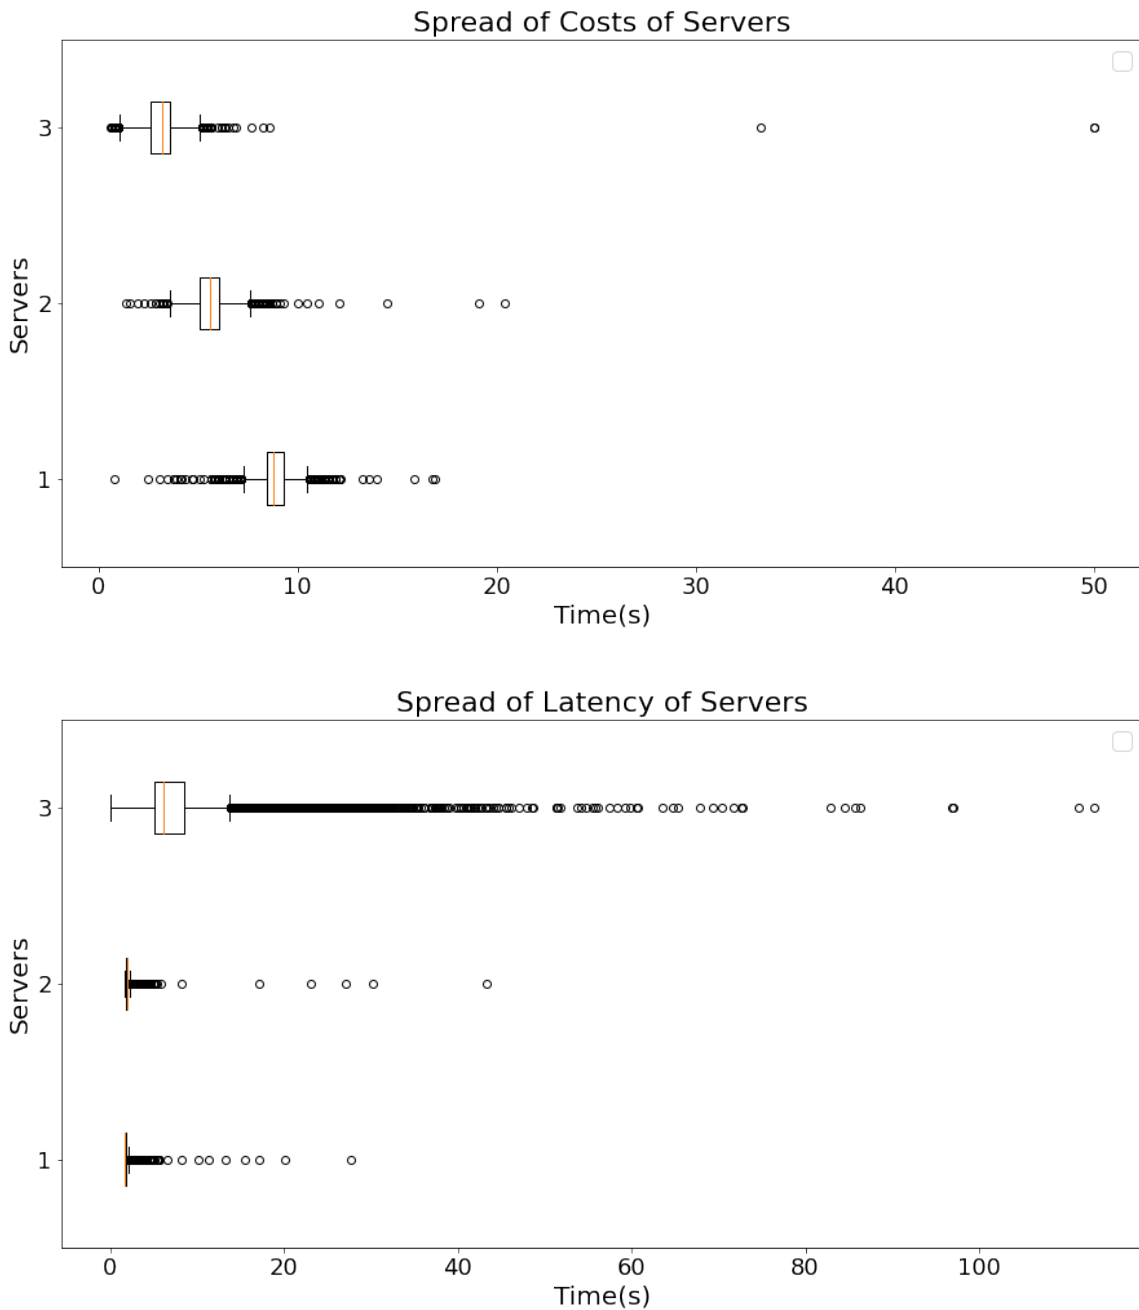 Spread of Costs of Servers
3
2
1
Servers
0 10 20 30 40 50
Time(s)
Spread of Latency of Servers
3
2
1
Servers
0 20 40 60 80 100
Time(s)